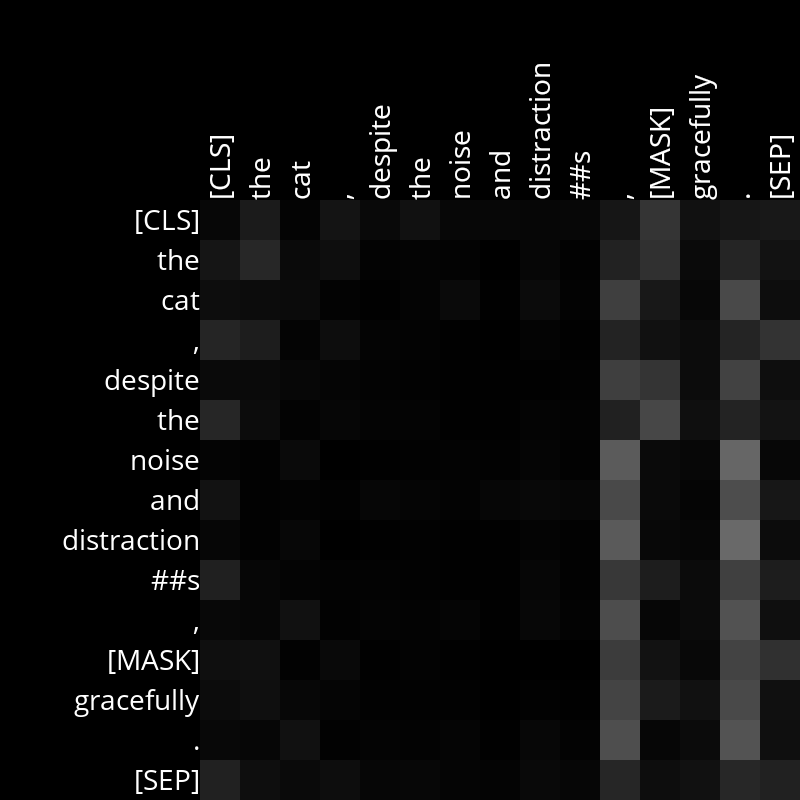 [CLS] the cat , despite the noise and distraction ##s , [MASK] gracefully . [SEP]
[CLS]
the
cat
,
despite
the
noise
and
distraction
##s
,
[MASK]
gracefully
.
[SEP]